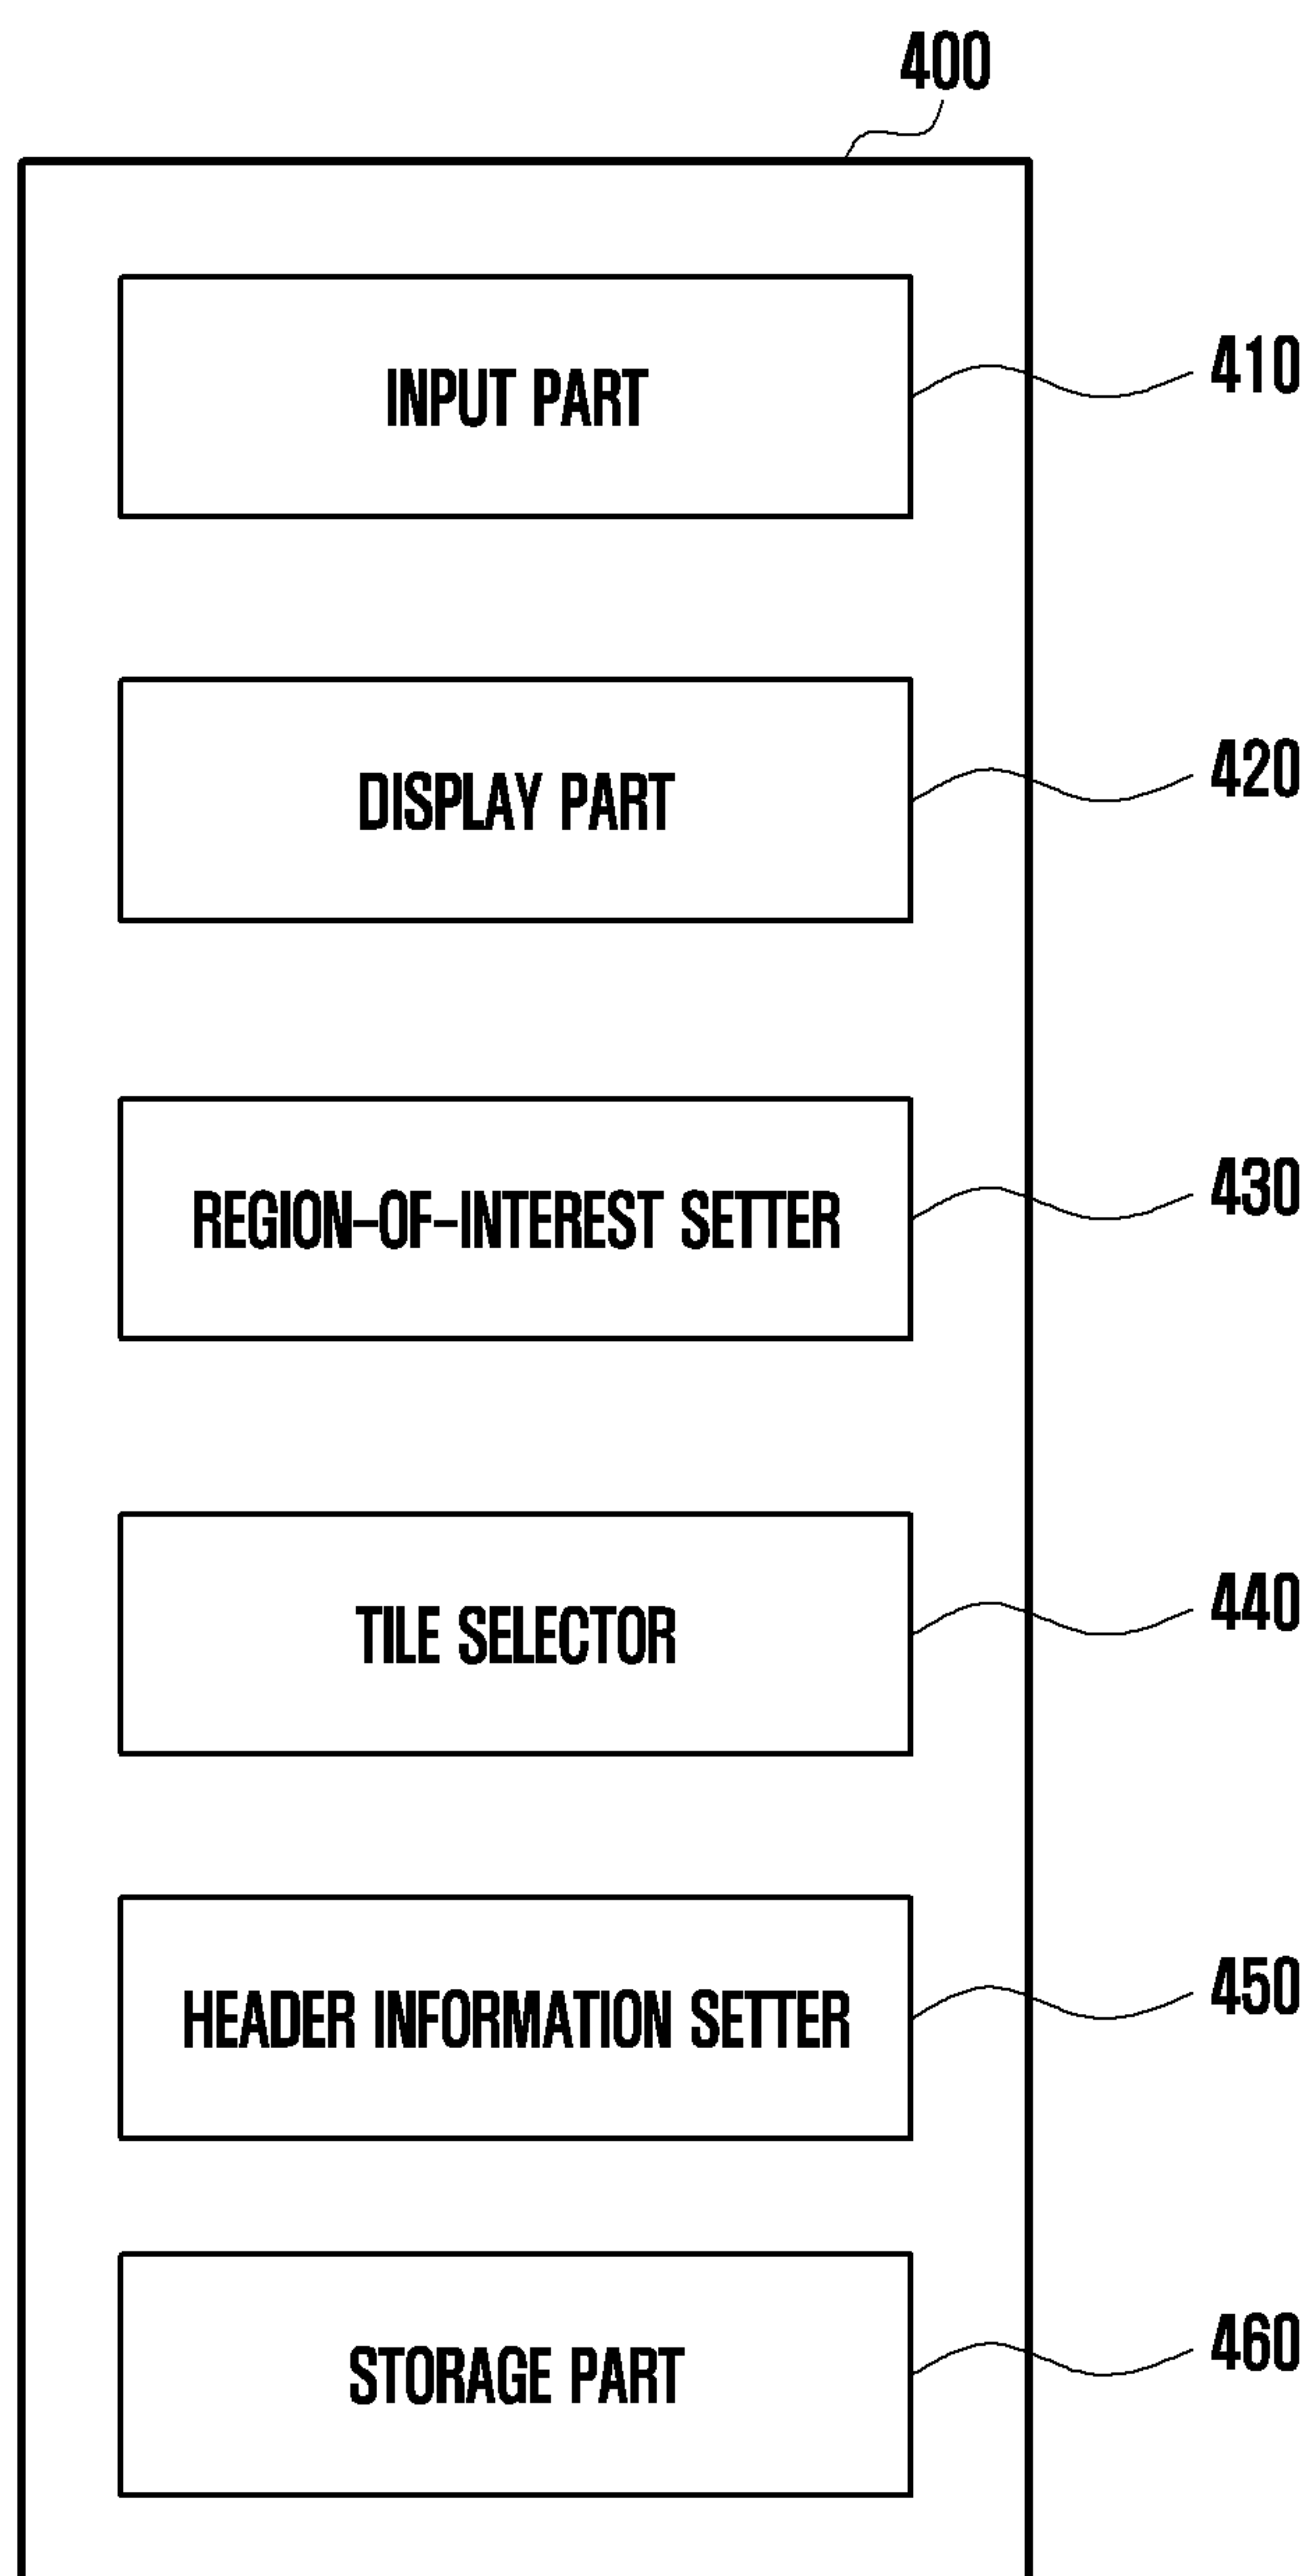 400
INPUT PART 410
DISPLAY PART 420
REGION-OF-INTEREST SETTER 430
TILE SELECTOR 440
HEADER INFORMATION SETTER 450
STORAGE PART 460